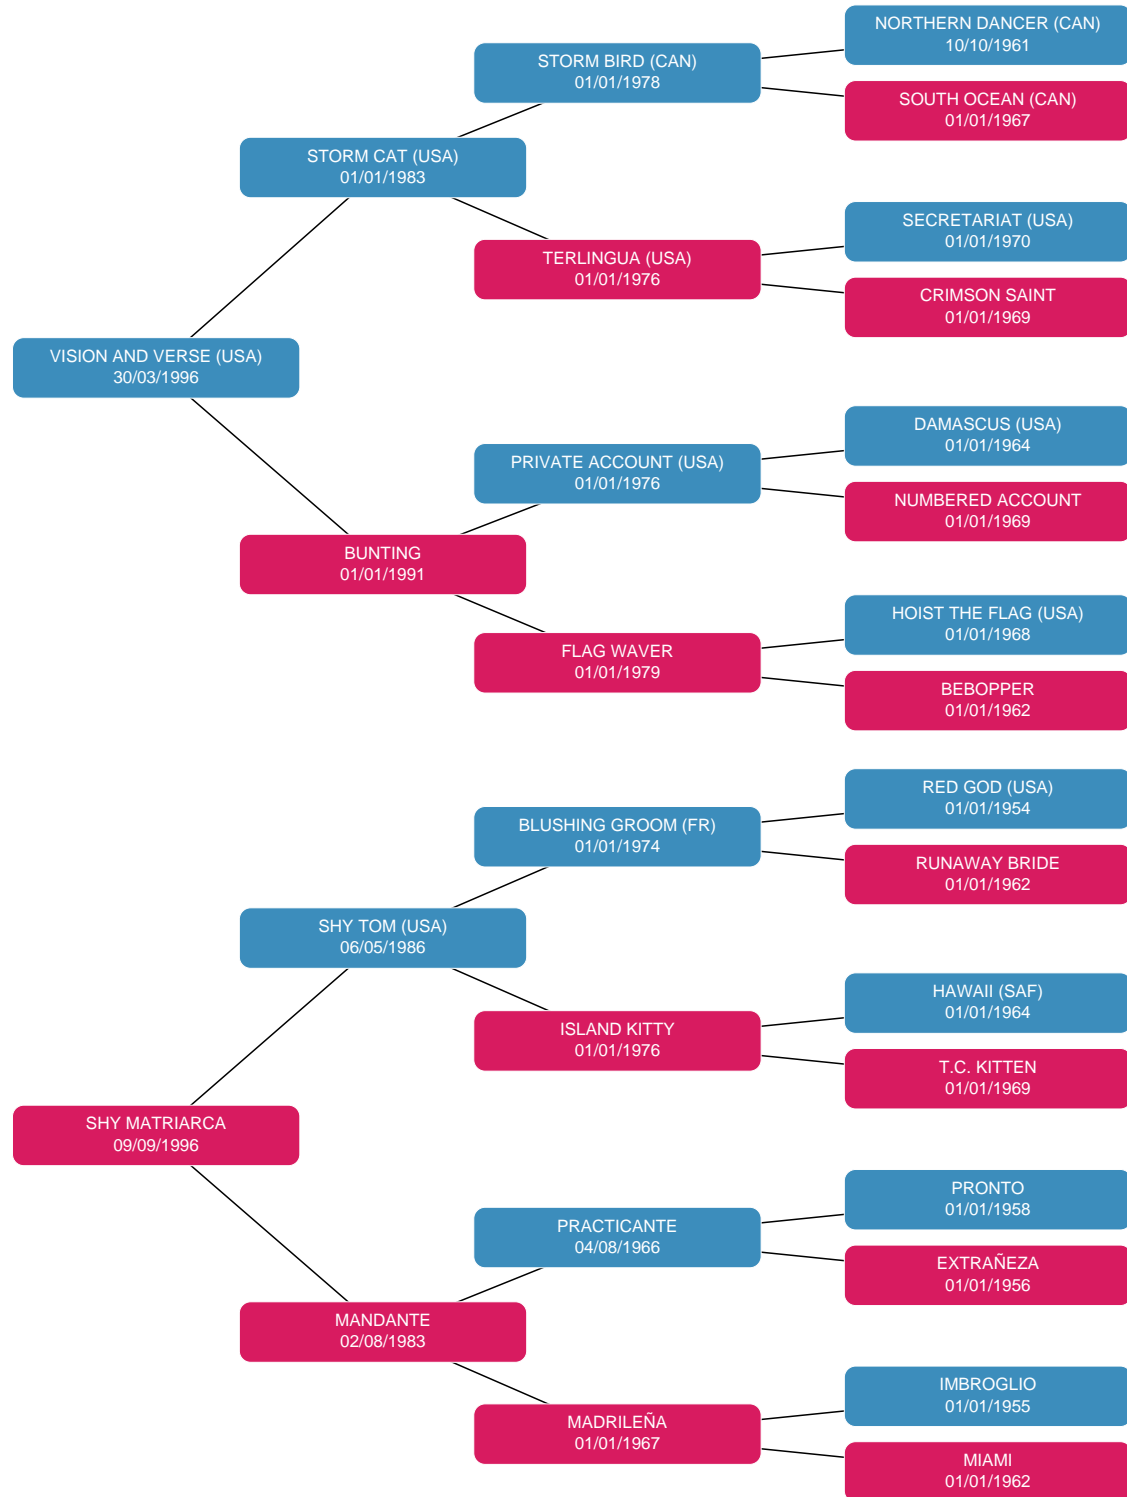 NORTHERN DANCER (CAN)
10/10/1961
STORM BIRD (CAN)
01/01/1978
SOUTH OCEAN (CAN)
01/01/1967
STORM CAT (USA)
01/01/1983
SECRETARIAT (USA)
01/01/1970
TERLINGUA (USA)
01/01/1976
CRIMSON SAINT
01/01/1969
VISION AND VERSE (USA)
30/03/1996
DAMASCUS (USA)
01/01/1964
PRIVATE ACCOUNT (USA)
01/01/1976
NUMBERED ACCOUNT
01/01/1969
BUNTING
01/01/1991
HOIST THE FLAG (USA)
01/01/1968
FLAG WAVER
01/01/1979
BEBOPPER
01/01/1962
RED GOD (USA)
01/01/1954
BLUSHING GROOM (FR)
01/01/1974
RUNAWAY BRIDE
01/01/1962
SHY TOM (USA)
06/05/1986
HAWAII (SAF)
01/01/1964
ISLAND KITTY
01/01/1976
T.C. KITTEN
01/01/1969
SHY MATRIARCA
09/09/1996
PRONTO
01/01/1958
PRACTICANTE
04/08/1966
EXTRAÑEZA
01/01/1956
MANDANTE
02/08/1983
IMBROGLIO
01/01/1955
MADRILEÑA
01/01/1967
MIAMI
01/01/1962